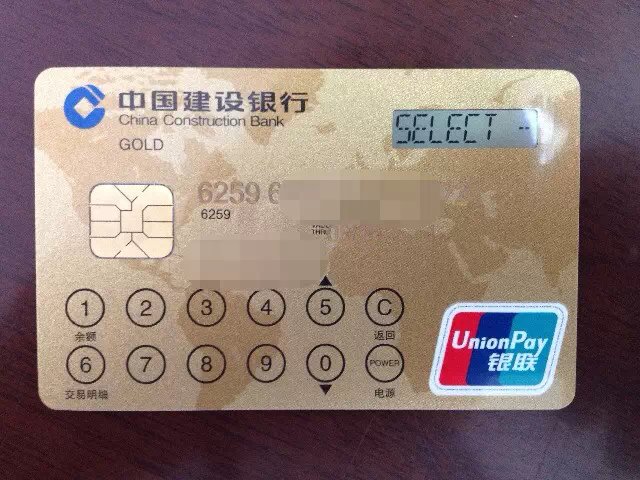 中国建设银行
China Construction Bank
GOLD
SELECT -
6259 6
6259
1 2 3 4 5 C
余额 返回
6 7 8 9 0 POWER
交易明细 电源
UnionPay
银联